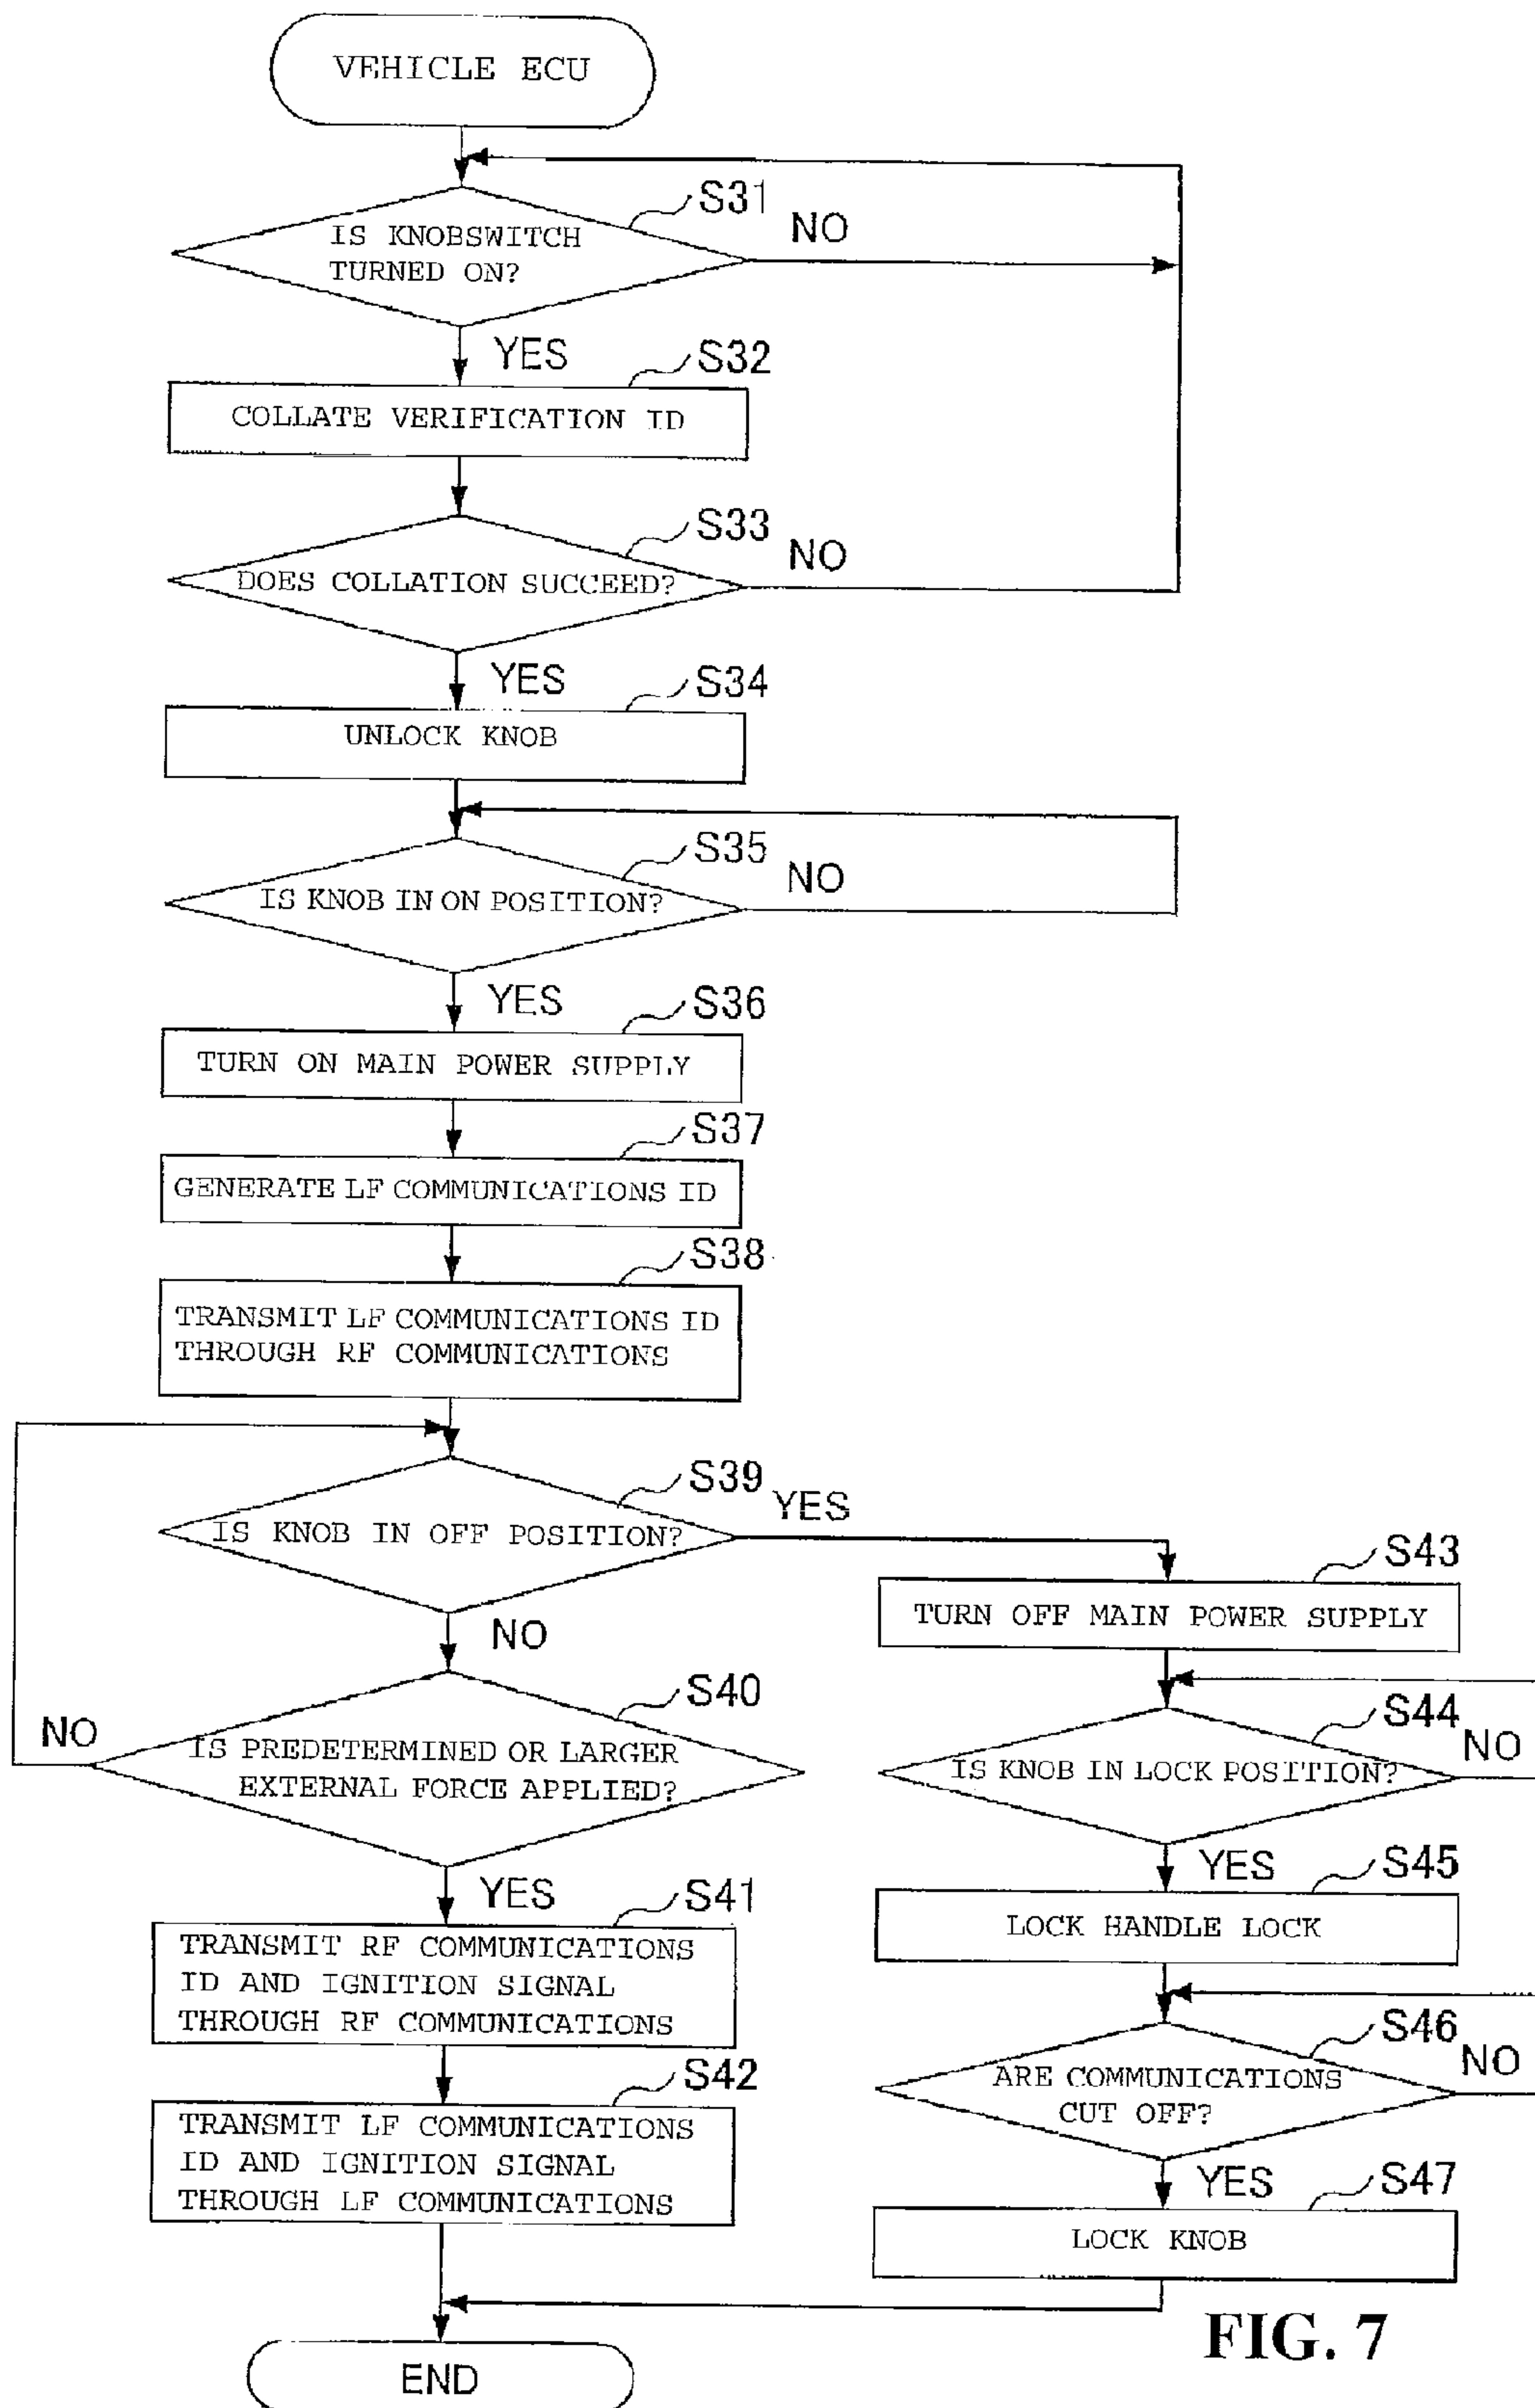 VEHICLE ECU
S31
IS KNOBSWITCH
TURNED ON?
NO
YES
S32
COLLATE VERIFICATION ID
S33
DOES COLLATION SUCCEED?
NO
YES
S34
UNLOCK KNOB
S35
IS KNOB IN ON POSITION?
NO
YES
S36
TURN ON MAIN POWER SUPPLY
S37
GENERATE LF COMMUNICATIONS ID
S38
TRANSMIT LF COMMUNICATIONS ID
THROUGH RF COMMUNICATIONS
S39
IS KNOB IN OFF POSITION?
YES
NO
S40
IS PREDETERMINED OR LARGER
EXTERNAL FORCE APPLIED?
NO
YES
S41
TRANSMIT RF COMMUNICATIONS
ID AND IGNITION SIGNAL
THROUGH RF COMMUNICATIONS
S42
TRANSMIT LF COMMUNICATIONS
ID AND IGNITION SIGNAL
THROUGH LF COMMUNICATIONS
S43
TURN OFF MAIN POWER SUPPLY
S44
IS KNOB IN LOCK POSITION?
NO
YES
S45
LOCK HANDLE LOCK
S46
ARE COMMUNICATIONS
CUT OFF?
NO
YES
S47
LOCK KNOB
END
FIG. 7